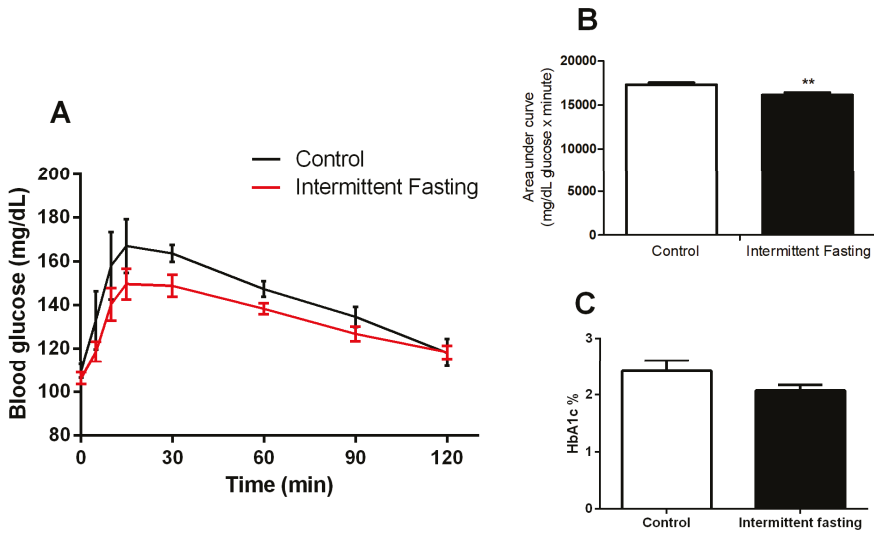 A
Control
Intermittent Fasting
Blood glucose (mg/dL)
200
180
160
140
120
100
80
0
30
60
90
120
Time (min)
B
Area under curve
(mg/dL glucose x minute)
20000
15000
10000
5000
0
**
Control
Intermittent Fasting
C
HbA1c %
3
2
1
0
Control
Intermittent fasting